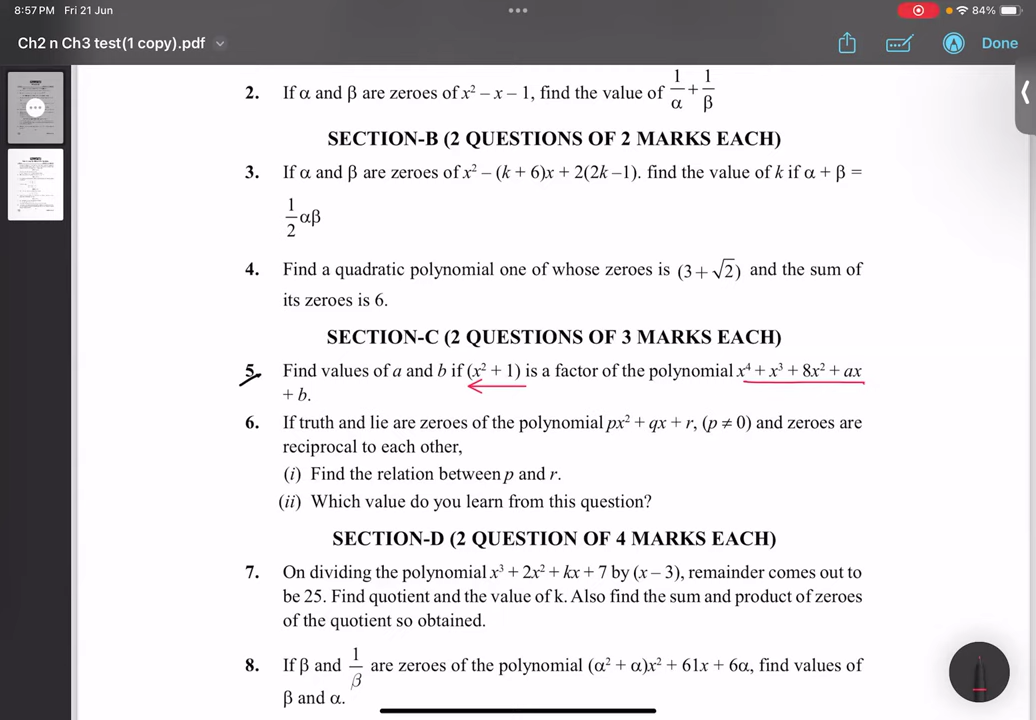 8:57 PM Fri 21 Jun
84%
Ch2 n Ch3 test(1 copy).pdf
Done
2. If α and β are zeroes of x² – x – 1, find the value of 1/α + 1/β
SECTION-B (2 QUESTIONS OF 2 MARKS EACH)
3. If α and β are zeroes of x² – (k + 6)x + 2(2k –1). find the value of k if α + β =
1/2 αβ
4. Find a quadratic polynomial one of whose zeroes is (3 + √2) and the sum of
its zeroes is 6.
SECTION-C (2 QUESTIONS OF 3 MARKS EACH)
5. Find values of a and b if (x² + 1) is a factor of the polynomial x⁴ + x³ + 8x² + ax
+ b.
6. If truth and lie are zeroes of the polynomial px² + qx + r, (p ≠ 0) and zeroes are
reciprocal to each other,
(i) Find the relation between p and r.
(ii) Which value do you learn from this question?
SECTION-D (2 QUESTION OF 4 MARKS EACH)
7. On dividing the polynomial x³ + 2x² + kx + 7 by (x – 3), remainder comes out to
be 25. Find quotient and the value of k. Also find the sum and product of zeroes
of the quotient so obtained.
8. If β and 1/β are zeroes of the polynomial (α² + α)x² + 61x + 6α, find values of
β and α.